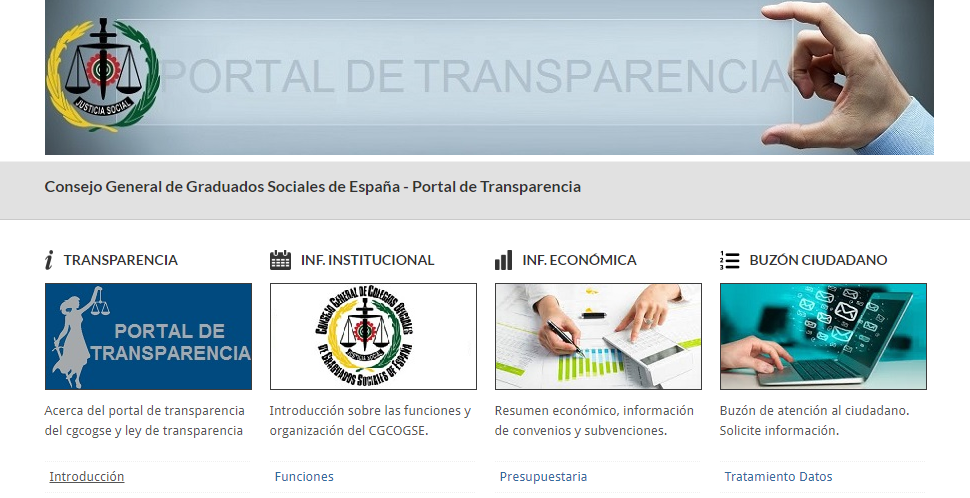 PORTAL DE TRANSPARENCIA
JUSTICIA SOCIAL
Consejo General de Graduados Sociales de España - Portal de Transparencia
TRANSPARENCIA
INF. INSTITUCIONAL
INF. ECONÓMICA
BUZÓN CIUDADANO
PORTAL DE
TRANSPARENCIA
CONSEJO GENERAL DE COLEGIOS OFICIALES
DE GRADUADOS SOCIALES DE ESPAÑA
JUSTICIA SOCIAL
Acerca del portal de transparencia
del cgcogse y ley de transparencia
Introducción sobre las funciones y
organización del CGCOGSE.
Resumen económico, información
de convenios y subvenciones.
Buzón de atención al ciudadano.
Solicite información.
Introducción
Funciones
Presupuestaria
Tratamiento Datos